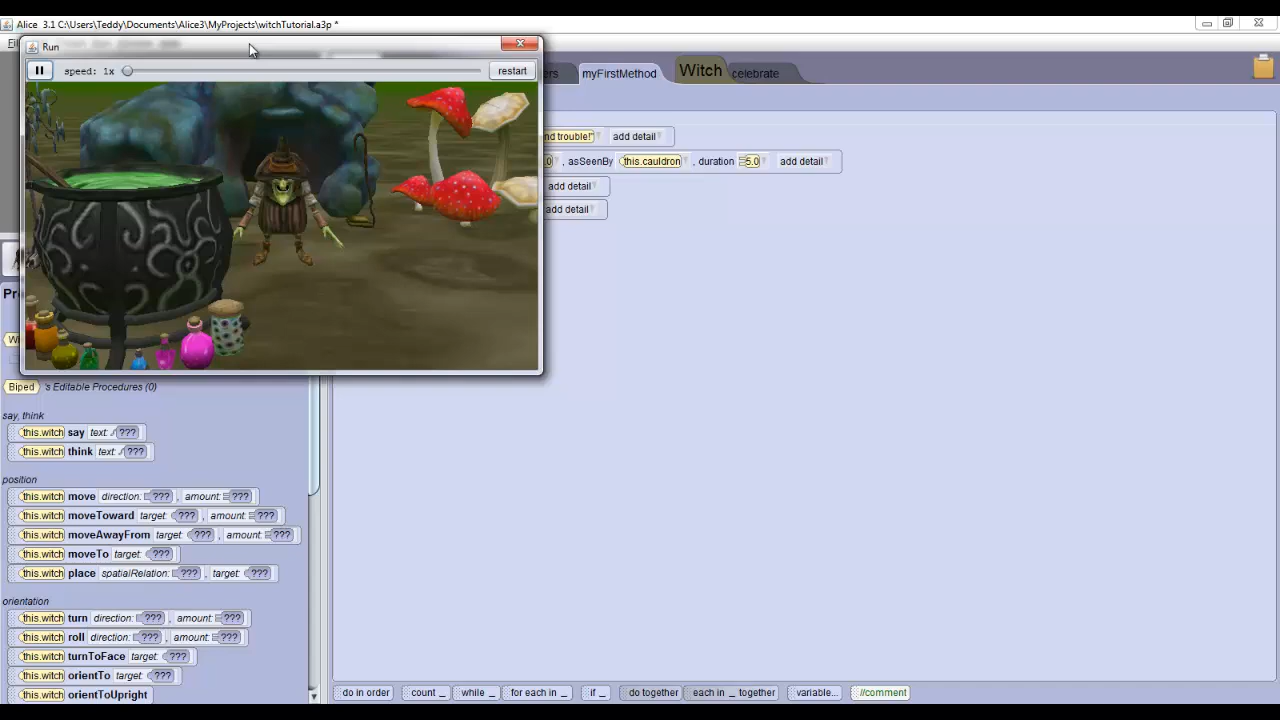 Alice 3.1 C:\Users\Teddy\Documents\Alice3\MyProjects\witchTutorial.a3p *
Run
speed: 1x
restart
ers
myFirstMethod
Witch
celebrate
nd trouble!"
add detail
.0 , asSeenBy this.cauldron , duration 5.0 add detail
add detail
add detail
Pr
Wi
Biped 's Editable Procedures (0)
say, think
this.witch say text: ???
this.witch think text: ???
position
this.witch move direction: ??? , amount: ???
this.witch moveToward target: ??? , amount: ???
this.witch moveAwayFrom target: ??? , amount: ???
this.witch moveTo target: ???
this.witch place spatialRelation: ??? , target: ???
orientation
this.witch turn direction: ??? , amount: ???
this.witch roll direction: ??? , amount: ???
this.witch turnToFace target: ???
this.witch orientTo target: ???
this.witch orientToUpright
do in order
count _
while _
for each in _
if _
do together
each in _ together
variable...
//comment